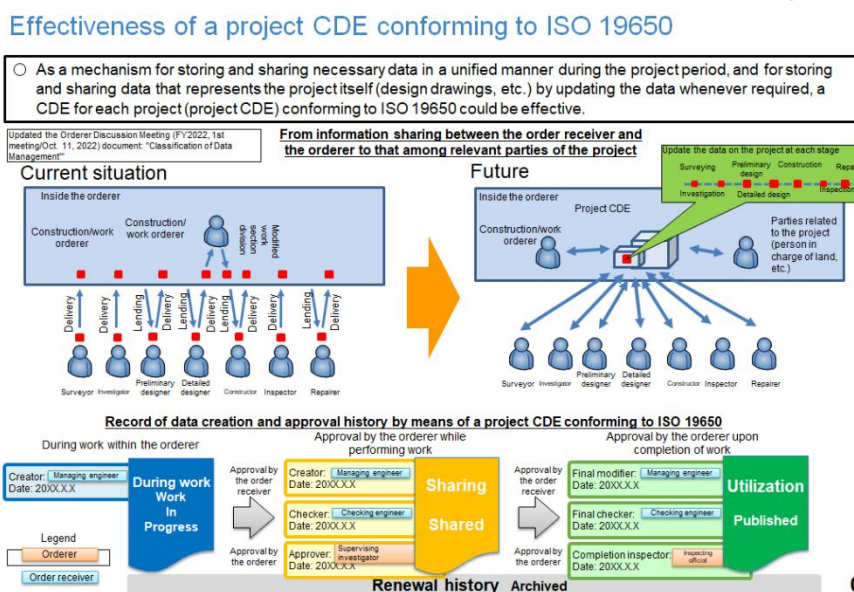 Effectiveness of a project CDE conforming to ISO 19650
○ As a mechanism for storing and sharing necessary data in a unified manner during the project period, and for storing
and sharing data that represents the project itself (design drawings, etc.) by updating the data whenever required, a
CDE for each project (project CDE) conforming to ISO 19650 could be effective.
Updated the Orderer Discussion Meeting (FY2022, 1st
meeting/Oct. 11, 2022) document: "Classification of Data
Management"
From information sharing between the order receiver and
the orderer to that among relevant parties of the project
Update the data on the project at each stage
Surveying
Preliminary
design
Construction
Repai
Investigation
Detailed design
Inspection
Current situation
Inside the orderer
Construction/work
orderer
Construction/
work orderer
Modified
work
section
division
Delivery
Delivery
Lending
Delivery
Lending
Delivery
Lending
Delivery
Delivery
Lending
Delivery
Surveyor
Investigator
Preliminary
designer
Detailed
designer
Constructor
Inspector
Repairer
Future
Inside the orderer
Project CDE
Construction/work
orderer
Parties related
to the project
(person in
charge of land,
etc.)
Surveyor
Investigator
Preliminary
designer
Detailed
designer
Constructor
Inspector
Repairer
Record of data creation and approval history by means of a project CDE conforming to ISO 19650
During work within the orderer
Approval by the orderer while
performing work
Approval by the orderer upon
completion of work
Creator: Managing engineer
Date: 20XX.X.X
During work
Work
In
Progress
Legend
Orderer
Order receiver
Approval by
the order
receiver
Approval by
the orderer
Creator: Managing engineer
Date: 20XX.X.X
Checker: Checking engineer
Date: 20XX.X.X
Approver: Supervising
investigator
Date: 20XX.X.X
Sharing
Shared
Approval by
the order
receiver
Approval by
the orderer
Final modifier: Managing engineer
Date: 20XX.X.X
Final checker: Checking engineer
Date: 20XX.X.X
Completion inspector: Inspecting
official
Date: 20XX.X.X
Utilization
Published
Renewal history Archived